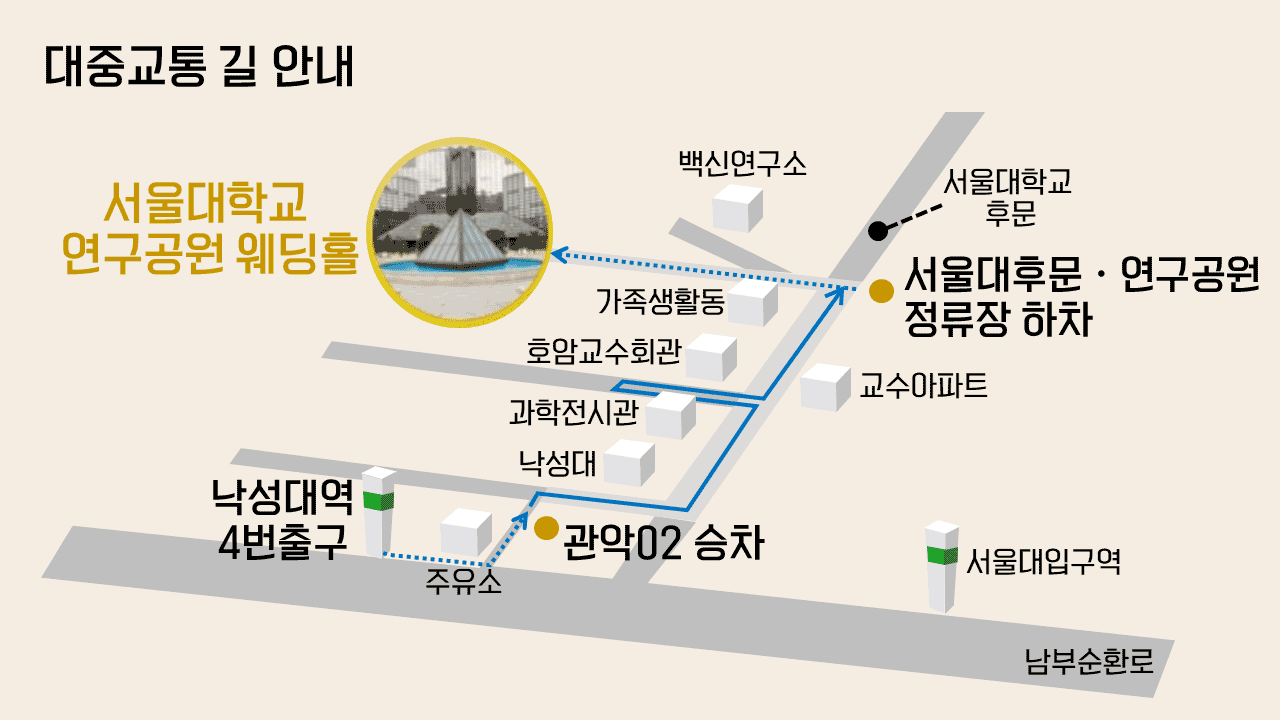 대중교통 길 안내
서울대학교
연구공원 웨딩홀
백신연구소
서울대학교
후문
서울대후문 · 연구공원
정류장 하차
가족생활동
호암교수회관
교수아파트
과학전시관
낙성대
낙성대역
4번출구
관악02 승차
주유소
서울대입구역
남부순환로